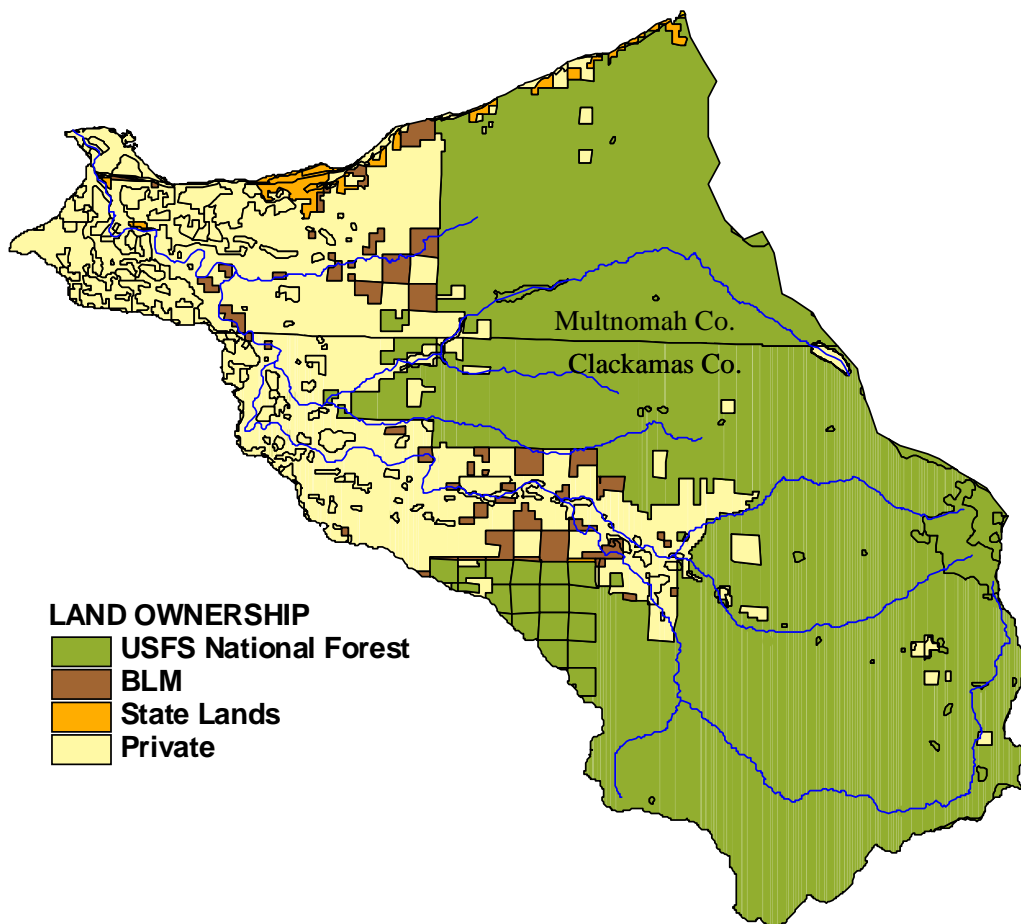 Multnomah Co.
Clackamas Co.
LAND OWNERSHIP
USFS National Forest
BLM
State Lands
Private